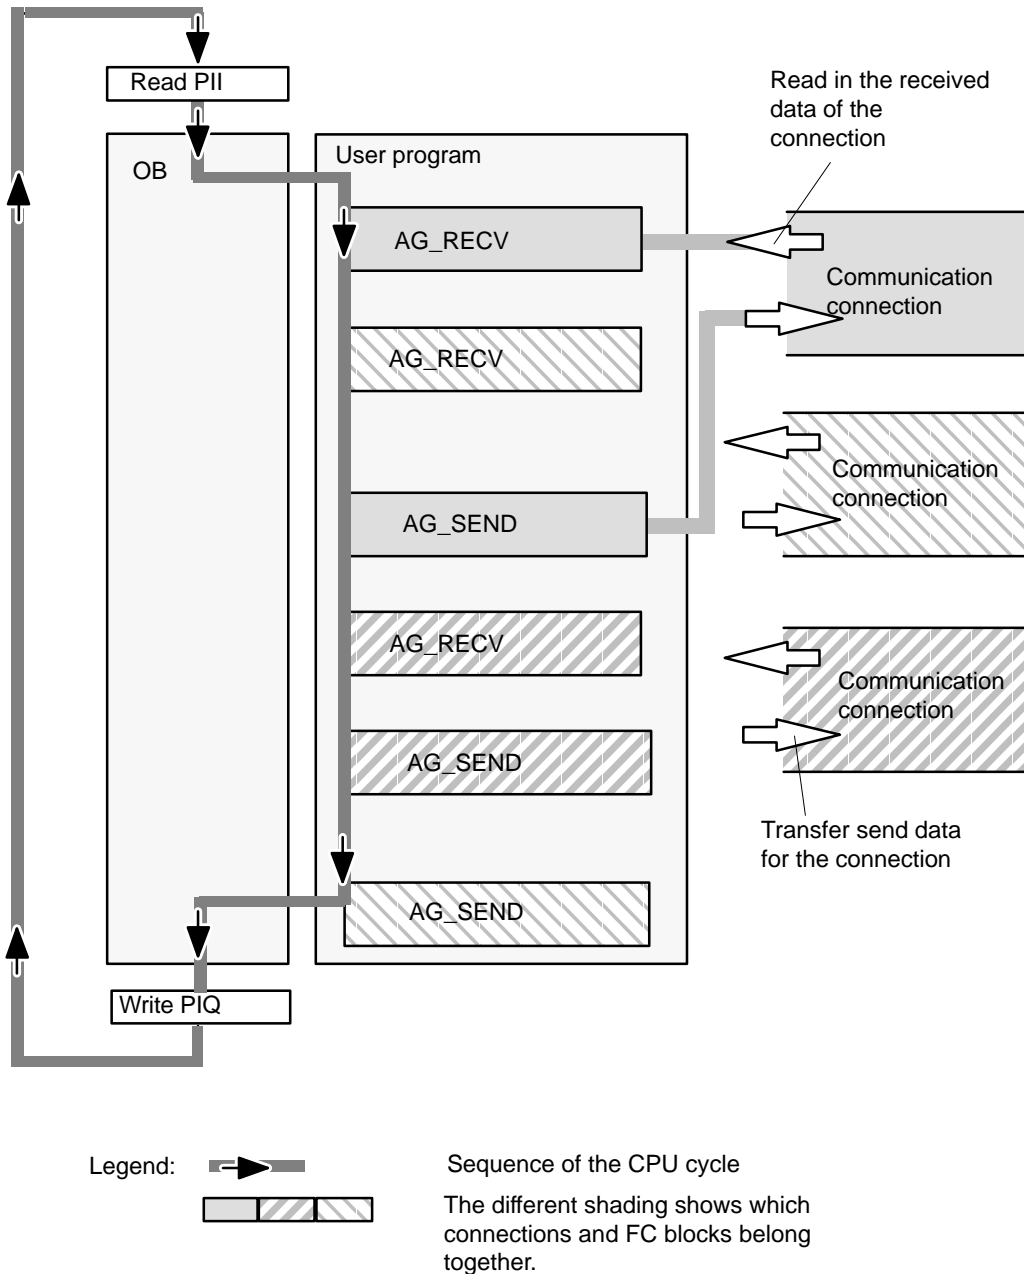 Read PII
Read in the received
data of the
connection
OB
User program
AG_RECV
Communication
connection
AG_RECV
Communication
connection
AG_SEND
AG_RECV
Communication
connection
AG_SEND
Transfer send data
for the connection
AG_SEND
Write PIQ
Legend:
Sequence of the CPU cycle
The different shading shows which
connections and FC blocks belong
together.